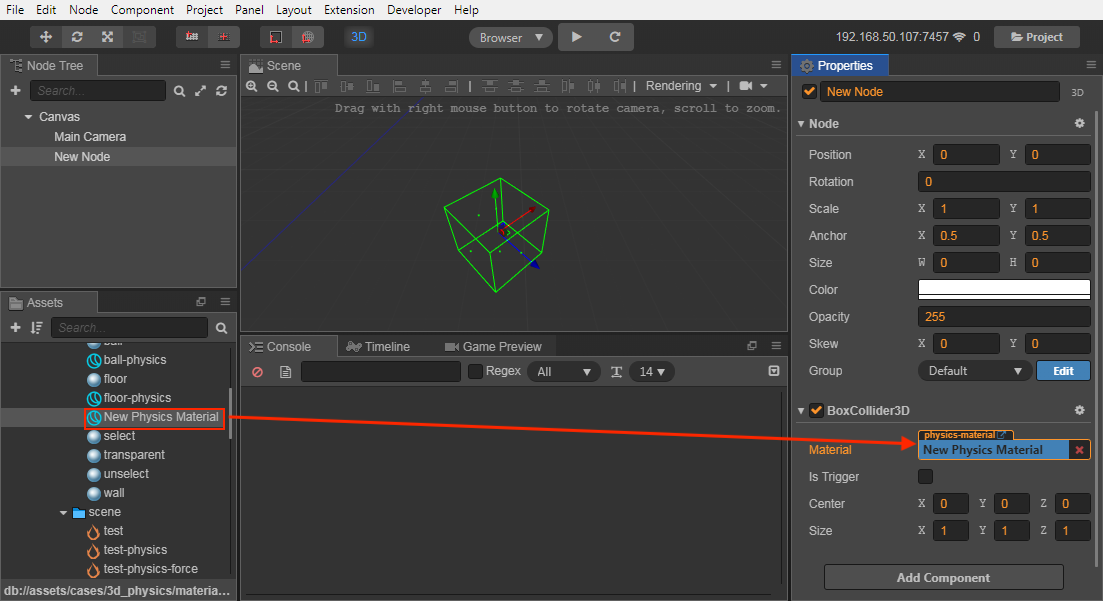 File Edit Node Component Project Panel Layout Extension Developer Help
3D
Browser
192.168.50.107:7457 0
Project
Node Tree
Search...
Canvas
Main Camera
New Node
Scene
Rendering
Drag with right mouse button to rotate camera, scroll to zoom.
Assets
Search...
ball
ball-physics
floor
floor-physics
New Physics Material
select
transparent
unselect
wall
scene
test
test-physics
test-physics-force
db://assets/cases/3d_physics/materia...
Console Timeline Game Preview
Regex All 14
Properties
New Node 3D
Node
Position X 0 Y 0
Rotation 0
Scale X 1 Y 1
Anchor X 0.5 Y 0.5
Size W 0 H 0
Color
Opacity 255
Skew X 0 Y 0
Group Default Edit
BoxCollider3D
physics-material
Material New Physics Material
Is Trigger
Center X 0 Y 0 Z 0
Size X 1 Y 1 Z 1
Add Component